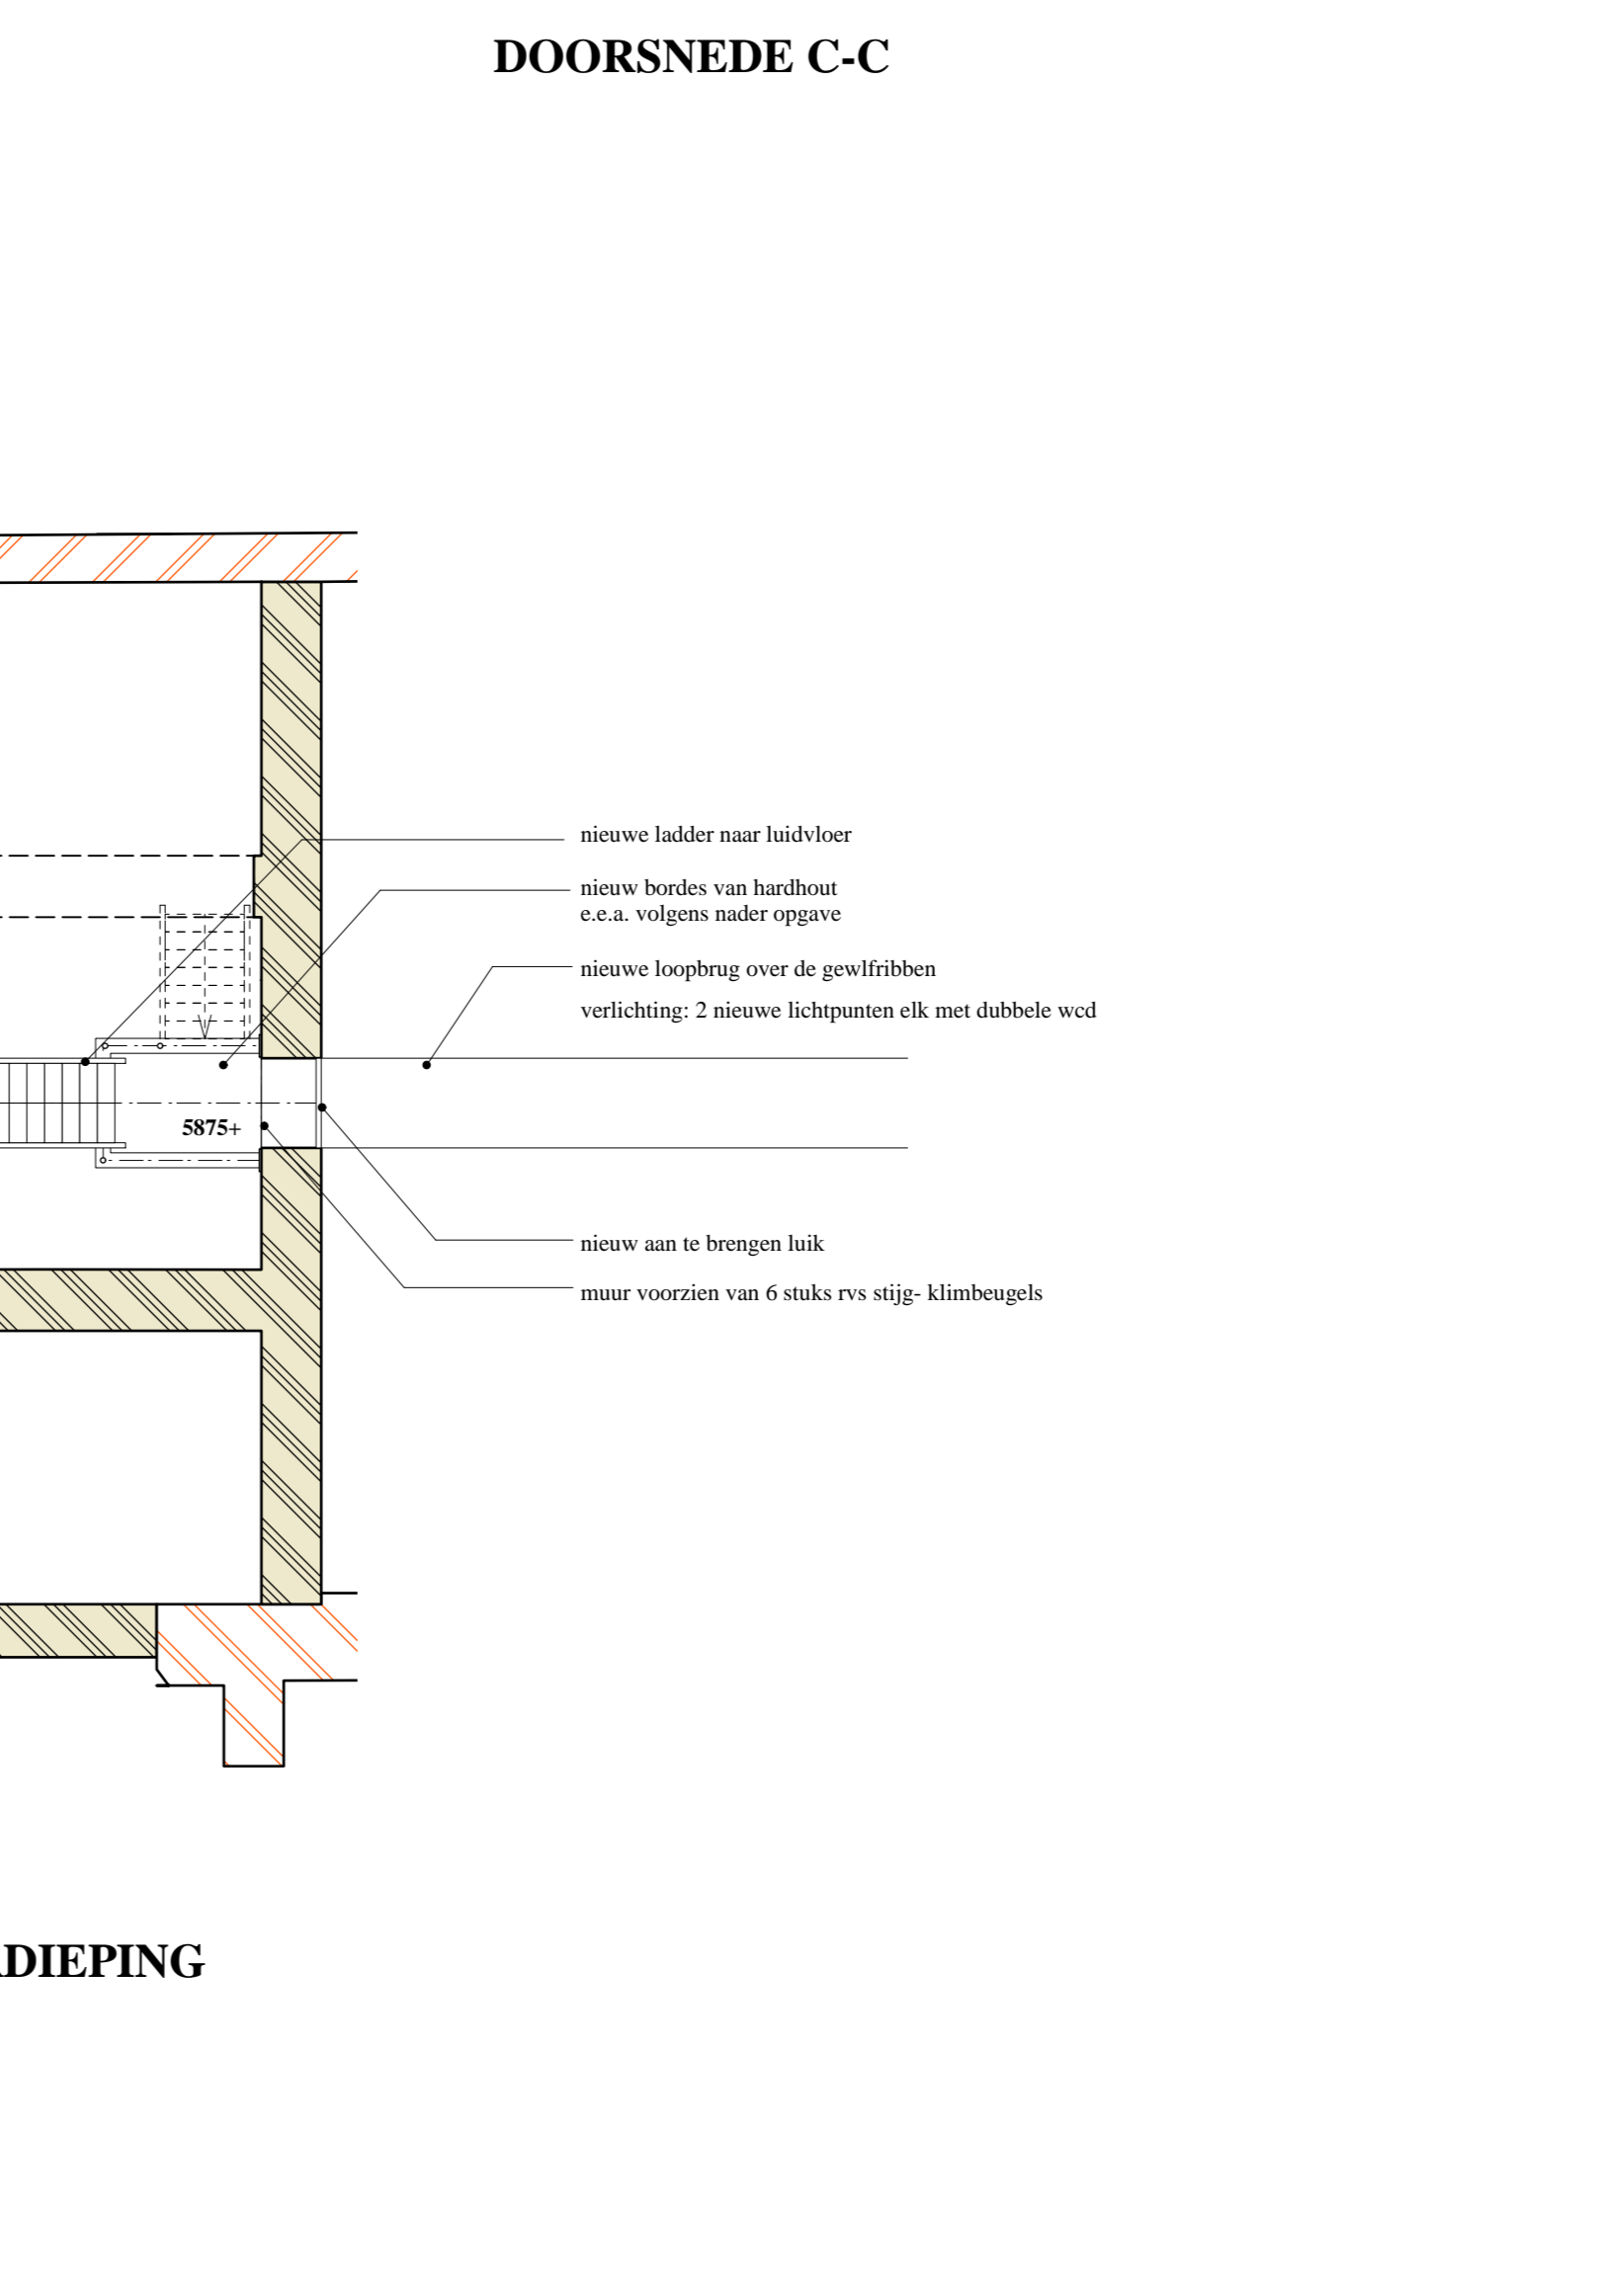 DOORSNEDE C-C
nieuwe ladder naar luidvloer
nieuw bordes van hardhout
e.e.a. volgens nader opgave
nieuwe loopbrug over de gewlfribben
verlichting: 2 nieuwe lichtpunten elk met dubbele wcd
5875+
nieuw aan te brengen luik
muur voorzien van 6 stuks rvs stijg- klimbeugels
DIEPING